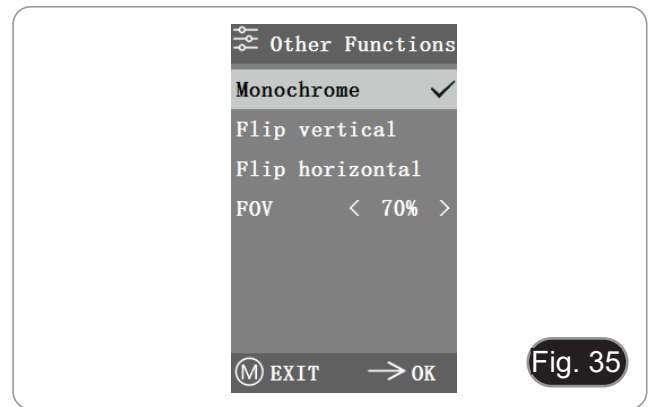 Other Functions
Monochrome
Flip vertical
Flip horizontal
FOV < 70% >
M EXIT → OK
Fig. 35